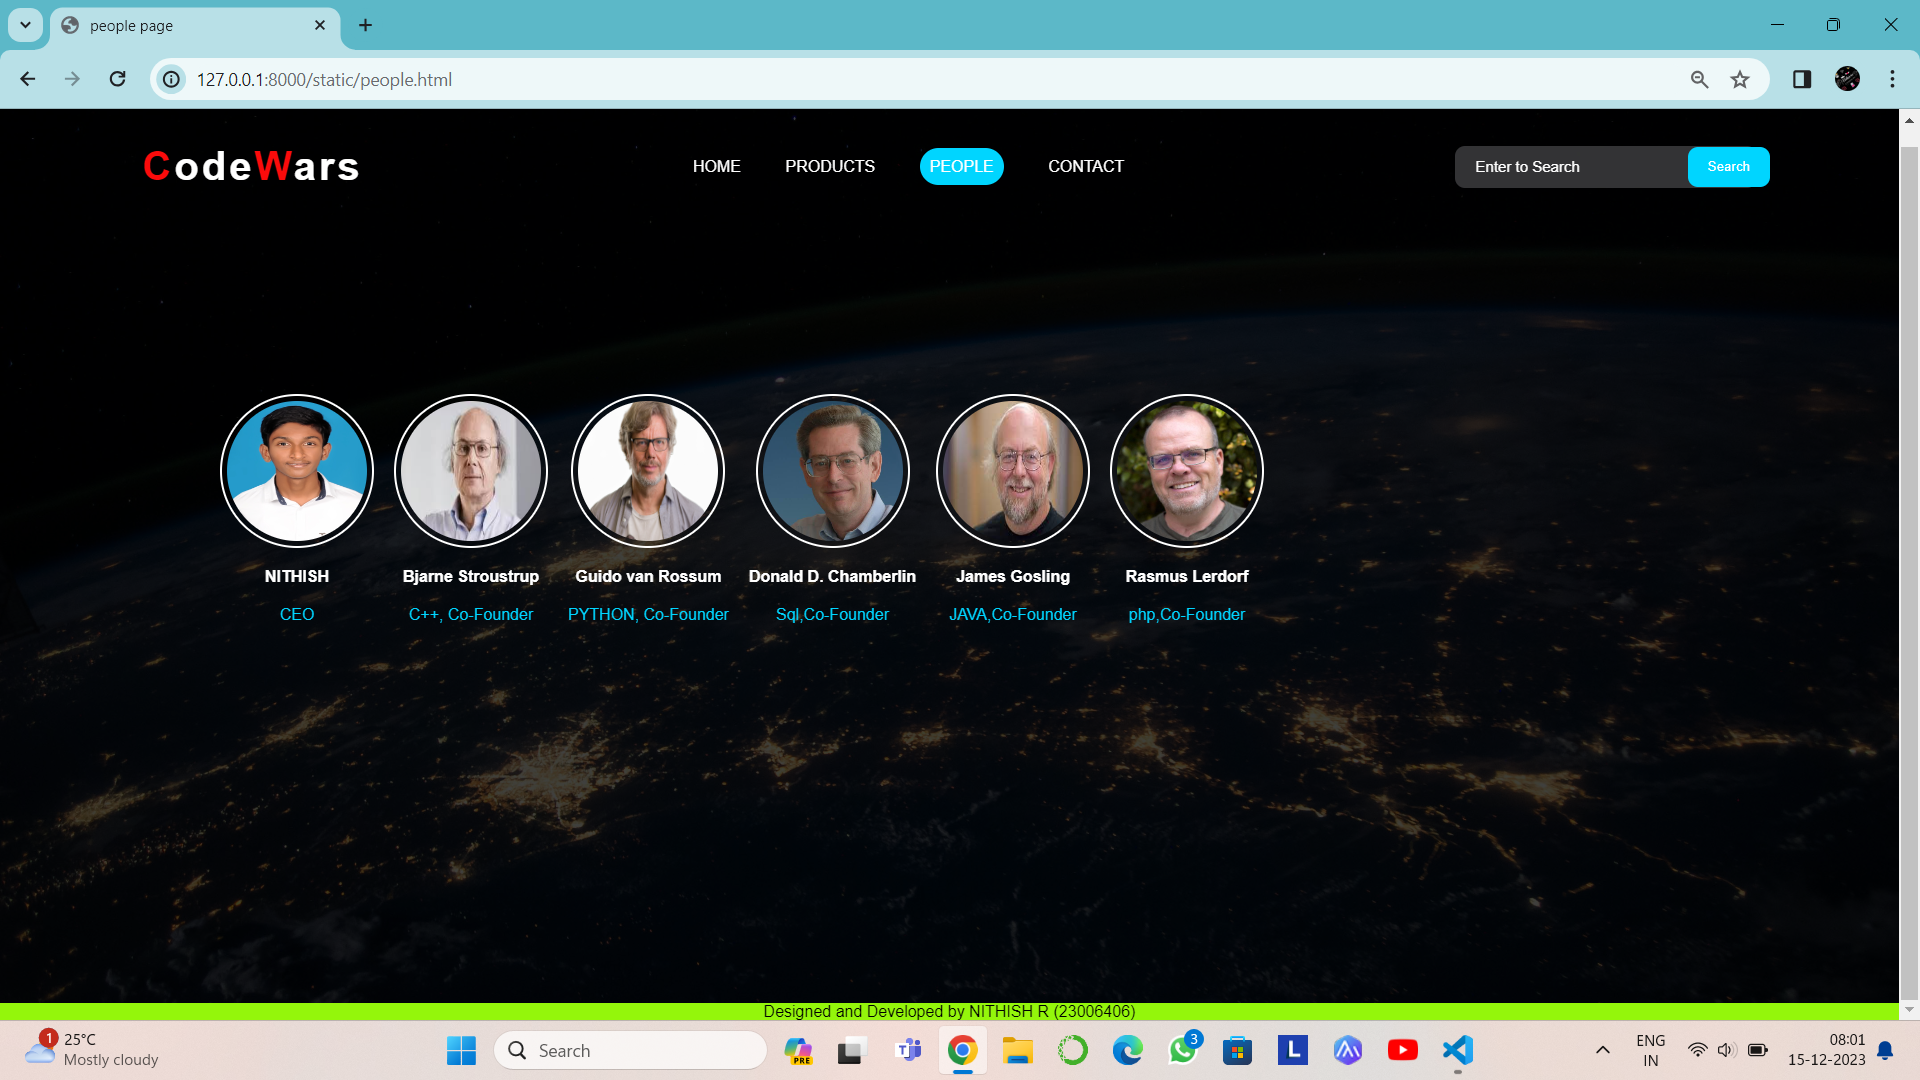 people page
127.0.0.1:8000/static/people.html
CodeWars
HOME PRODUCTS PEOPLE CONTACT
Enter to Search Search
NITHISH Bjarne Stroustrup Guido van Rossum Donald D. Chamberlin James Gosling Rasmus Lerdorf
CEO C++, Co-Founder PYTHON, Co-Founder Sql,Co-Founder JAVA,Co-Founder php,Co-Founder
Designed and Developed by NITHISH R (23006406)
1 25°C
Mostly cloudy
Search
PRE
T
3
L
ENG
IN
08:01
15-12-2023